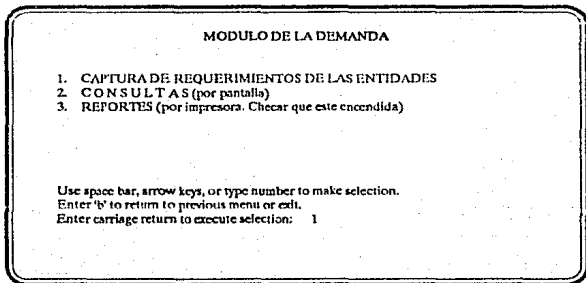 MODULO DE LA DEMANDA
1. CAPTURA DE REQUERIMIENTOS DE LAS ENTIDADES
2. C O N S U L T A S (por pantalla)
3. REPORTES (por impresora. Checar que este encendida)
Use space bar, arrow keys, or type number to make selection.
Enter 'b' to return to previous menu or exit.
Enter carriage return to execute selection: 1